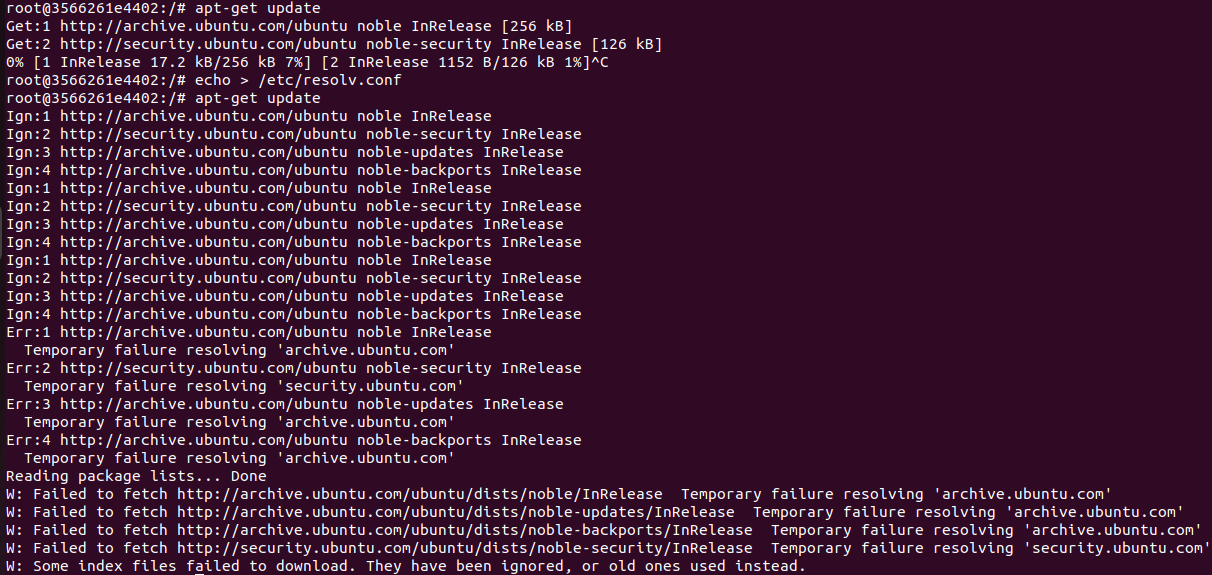 root@3566261e4402:/# apt-get update
Get:1 http://archive.ubuntu.com/ubuntu noble InRelease [256 kB]
Get:2 http://security.ubuntu.com/ubuntu noble-security InRelease [126 kB]
0% [1 InRelease 17.2 kB/256 kB 7%] [2 InRelease 1152 B/126 kB 1%]^C
root@3566261e4402:/# echo > /etc/resolv.conf
root@3566261e4402:/# apt-get update
Ign:1 http://archive.ubuntu.com/ubuntu noble InRelease
Ign:2 http://security.ubuntu.com/ubuntu noble-security InRelease
Ign:3 http://archive.ubuntu.com/ubuntu noble-updates InRelease
Ign:4 http://archive.ubuntu.com/ubuntu noble-backports InRelease
Ign:1 http://archive.ubuntu.com/ubuntu noble InRelease
Ign:2 http://security.ubuntu.com/ubuntu noble-security InRelease
Ign:3 http://archive.ubuntu.com/ubuntu noble-updates InRelease
Ign:4 http://archive.ubuntu.com/ubuntu noble-backports InRelease
Ign:1 http://archive.ubuntu.com/ubuntu noble InRelease
Ign:2 http://security.ubuntu.com/ubuntu noble-security InRelease
Ign:3 http://archive.ubuntu.com/ubuntu noble-updates InRelease
Ign:4 http://archive.ubuntu.com/ubuntu noble-backports InRelease
Err:1 http://archive.ubuntu.com/ubuntu noble InRelease
  Temporary failure resolving 'archive.ubuntu.com'
Err:2 http://security.ubuntu.com/ubuntu noble-security InRelease
  Temporary failure resolving 'security.ubuntu.com'
Err:3 http://archive.ubuntu.com/ubuntu noble-updates InRelease
  Temporary failure resolving 'archive.ubuntu.com'
Err:4 http://archive.ubuntu.com/ubuntu noble-backports InRelease
  Temporary failure resolving 'archive.ubuntu.com'
Reading package lists... Done
W: Failed to fetch http://archive.ubuntu.com/ubuntu/dists/noble/InRelease  Temporary failure resolving 'archive.ubuntu.com'
W: Failed to fetch http://archive.ubuntu.com/ubuntu/dists/noble-updates/InRelease  Temporary failure resolving 'archive.ubuntu.com'
W: Failed to fetch http://archive.ubuntu.com/ubuntu/dists/noble-backports/InRelease  Temporary failure resolving 'archive.ubuntu.com'
W: Failed to fetch http://security.ubuntu.com/ubuntu/dists/noble-security/InRelease  Temporary failure resolving 'security.ubuntu.com'
W: Some index files failed to download. They have been ignored, or old ones used instead.